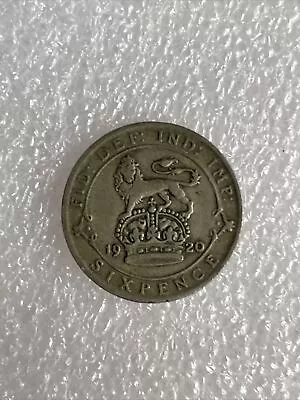 FID: DEF: IND: IMP:
19 20
SIXPENCE